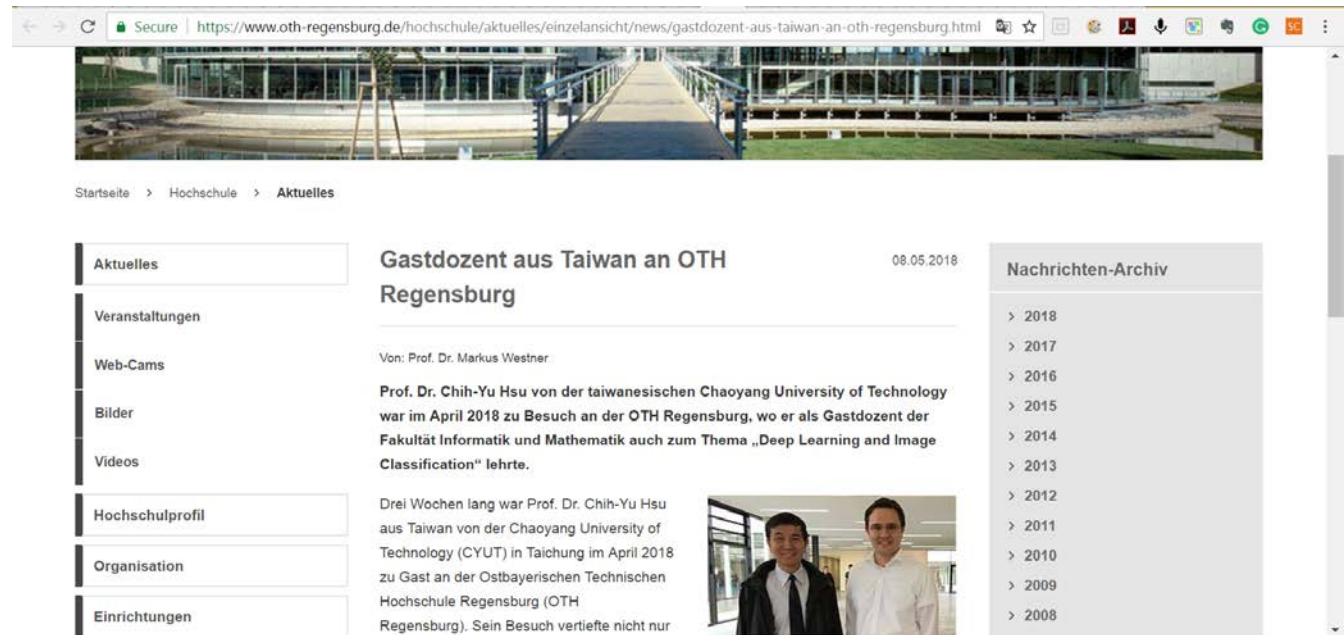 Secure | https://www.oth-regensburg.de/hochschule/aktuelles/einzelansicht/news/gastdozent-aus-taiwan-an-oth-regensburg.html
SC
Startseite > Hochschule > Aktuelles
Aktuelles
Veranstaltungen
Web-Cams
Bilder
Videos
Hochschulprofil
Organisation
Einrichtungen
Gastdozent aus Taiwan an OTH
Regensburg
08.05.2018
Von: Prof. Dr. Markus Westner
Prof. Dr. Chih-Yu Hsu von der taiwanesischen Chaoyang University of Technology
war im April 2018 zu Besuch an der OTH Regensburg, wo er als Gastdozent der
Fakultät Informatik und Mathematik auch zum Thema „Deep Learning and Image
Classification“ lehrte.
Drei Wochen lang war Prof. Dr. Chih-Yu Hsu
aus Taiwan von der Chaoyang University of
Technology (CYUT) in Taichung im April 2018
zu Gast an der Ostbayerischen Technischen
Hochschule Regensburg (OTH
Regensburg). Sein Besuch vertiefte nicht nur
Nachrichten-Archiv
> 2018
> 2017
> 2016
> 2015
> 2014
> 2013
> 2012
> 2011
> 2010
> 2009
> 2008